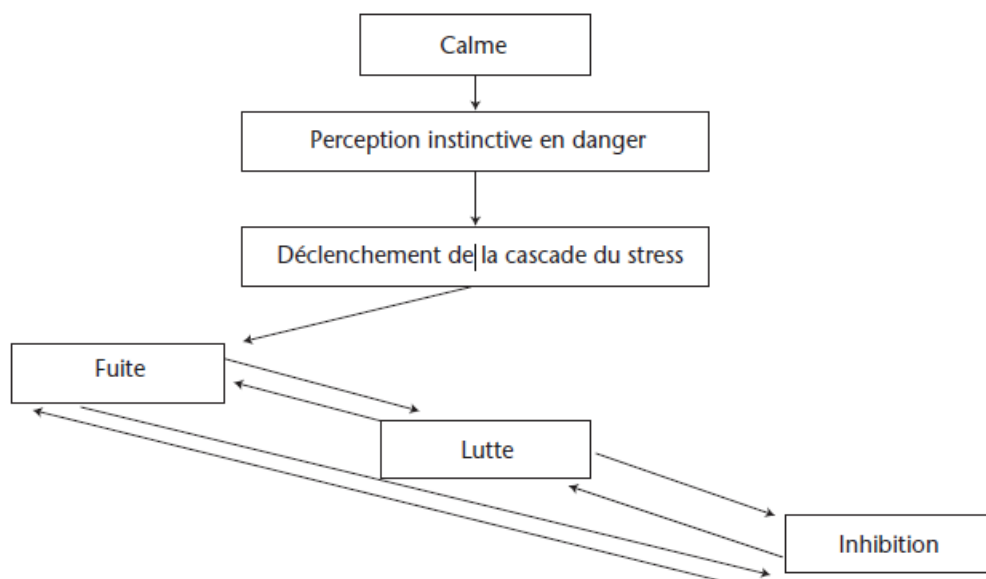 Calme
Perception instinctive en danger
Déclenchement de la cascade du stress
Fuite
Lutte
Inhibition